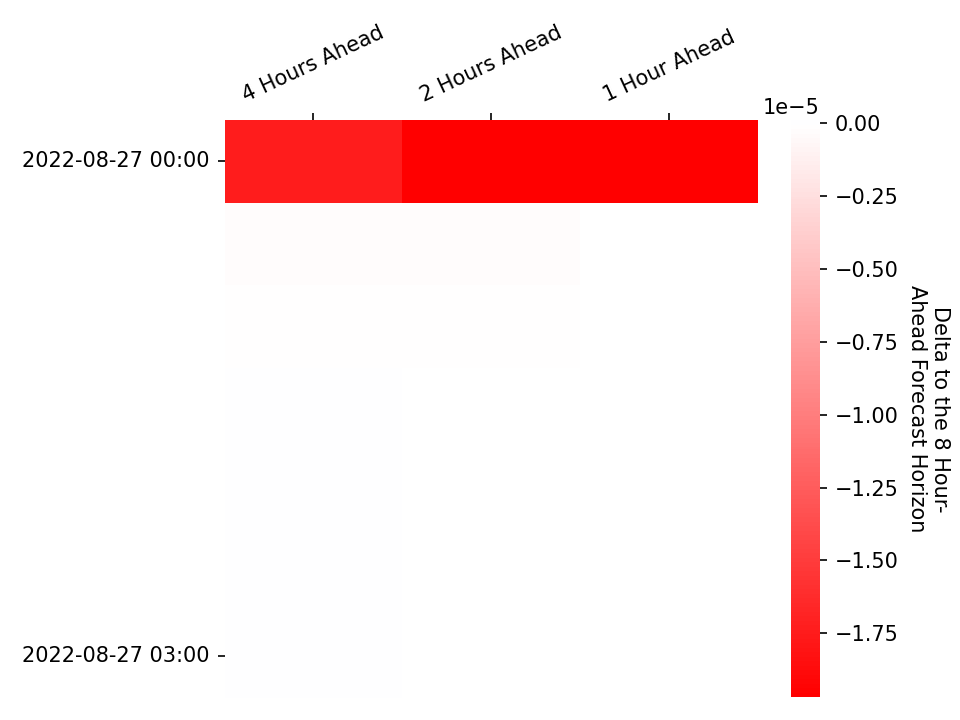 4 Hours Ahead
2 Hours Ahead
1 Hour Ahead
1e−5
2022-08-27 00:00
2022-08-27 03:00
0.00
−0.25
−0.50
−0.75
−1.00
−1.25
−1.50
−1.75
Delta to the 8 Hour-
Ahead Forecast Horizon